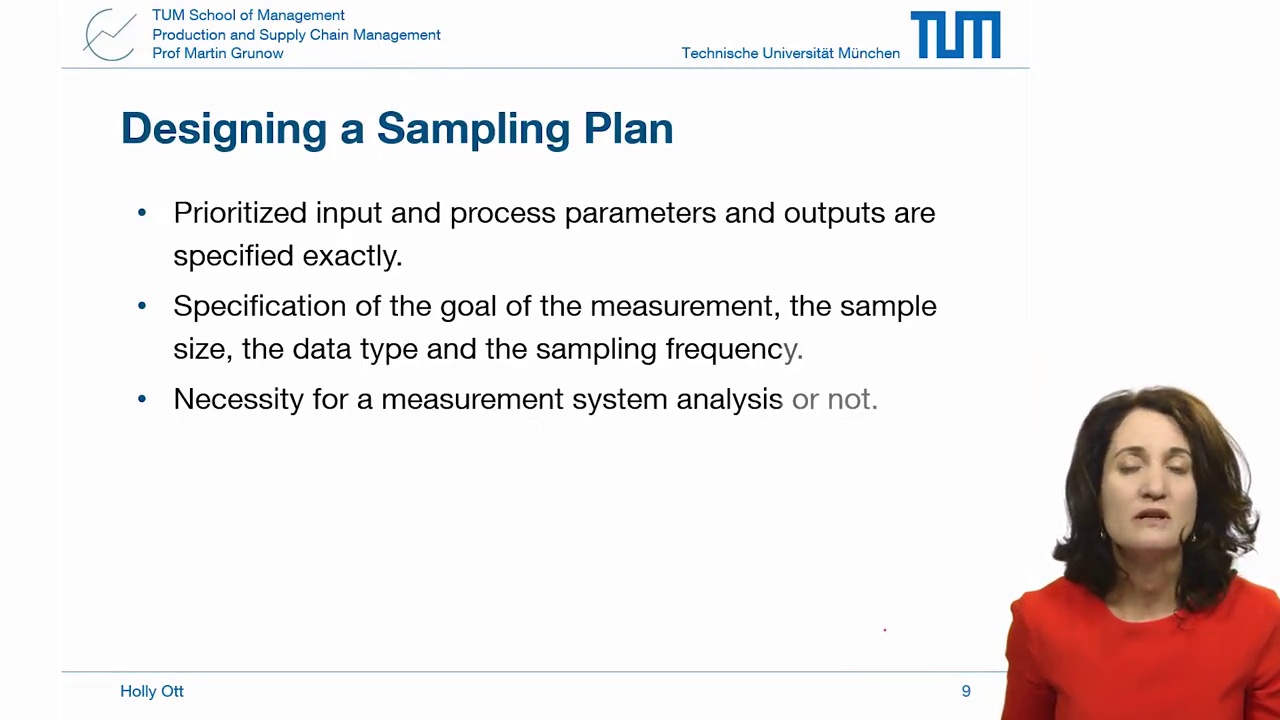 TUM School of Management
Production and Supply Chain Management
Prof Martin Grunow
Technische Universität München
TUM
Designing a Sampling Plan
• Prioritized input and process parameters and outputs are
specified exactly.
• Specification of the goal of the measurement, the sample
size, the data type and the sampling frequency.
• Necessity for a measurement system analysis or not.
Holly Ott
9